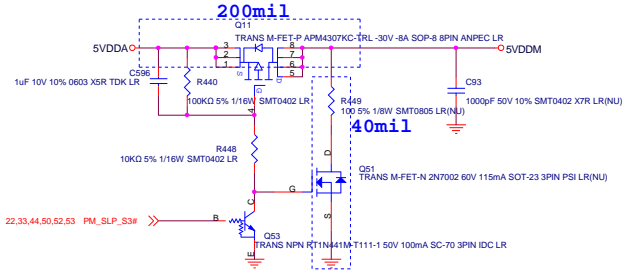 200mil
Q11
TRANS M-FET-P APM4307KC-TRL -30V -8A SOP-8 8PIN ANPEC LR
5VDDA
3
2
1
8
7
6
5
5VDDM
S
D
G
4
C596
1uF 10V 10% 0603 X5R TDK LR
R440
100KΩ 5% 1/16W SMT0402 LR
R449
100 5% 1/8W SMT0805 LR(NU)
C93
1000pF 50V 10% SMT0402 X7R LR(NU)
40mil
R448
10KΩ 5% 1/16W SMT0402 LR
D
Q51
TRANS M-FET-N 2N7002 60V 115mA SOT-23 3PIN PSI LR(NU)
G
S
C
22,33,44,50,52,53 PM_SLP_S3#
B
Q53
TRANS NPN RT1N441M-T111-1 50V 100mA SC-70 3PIN IDC LR
E